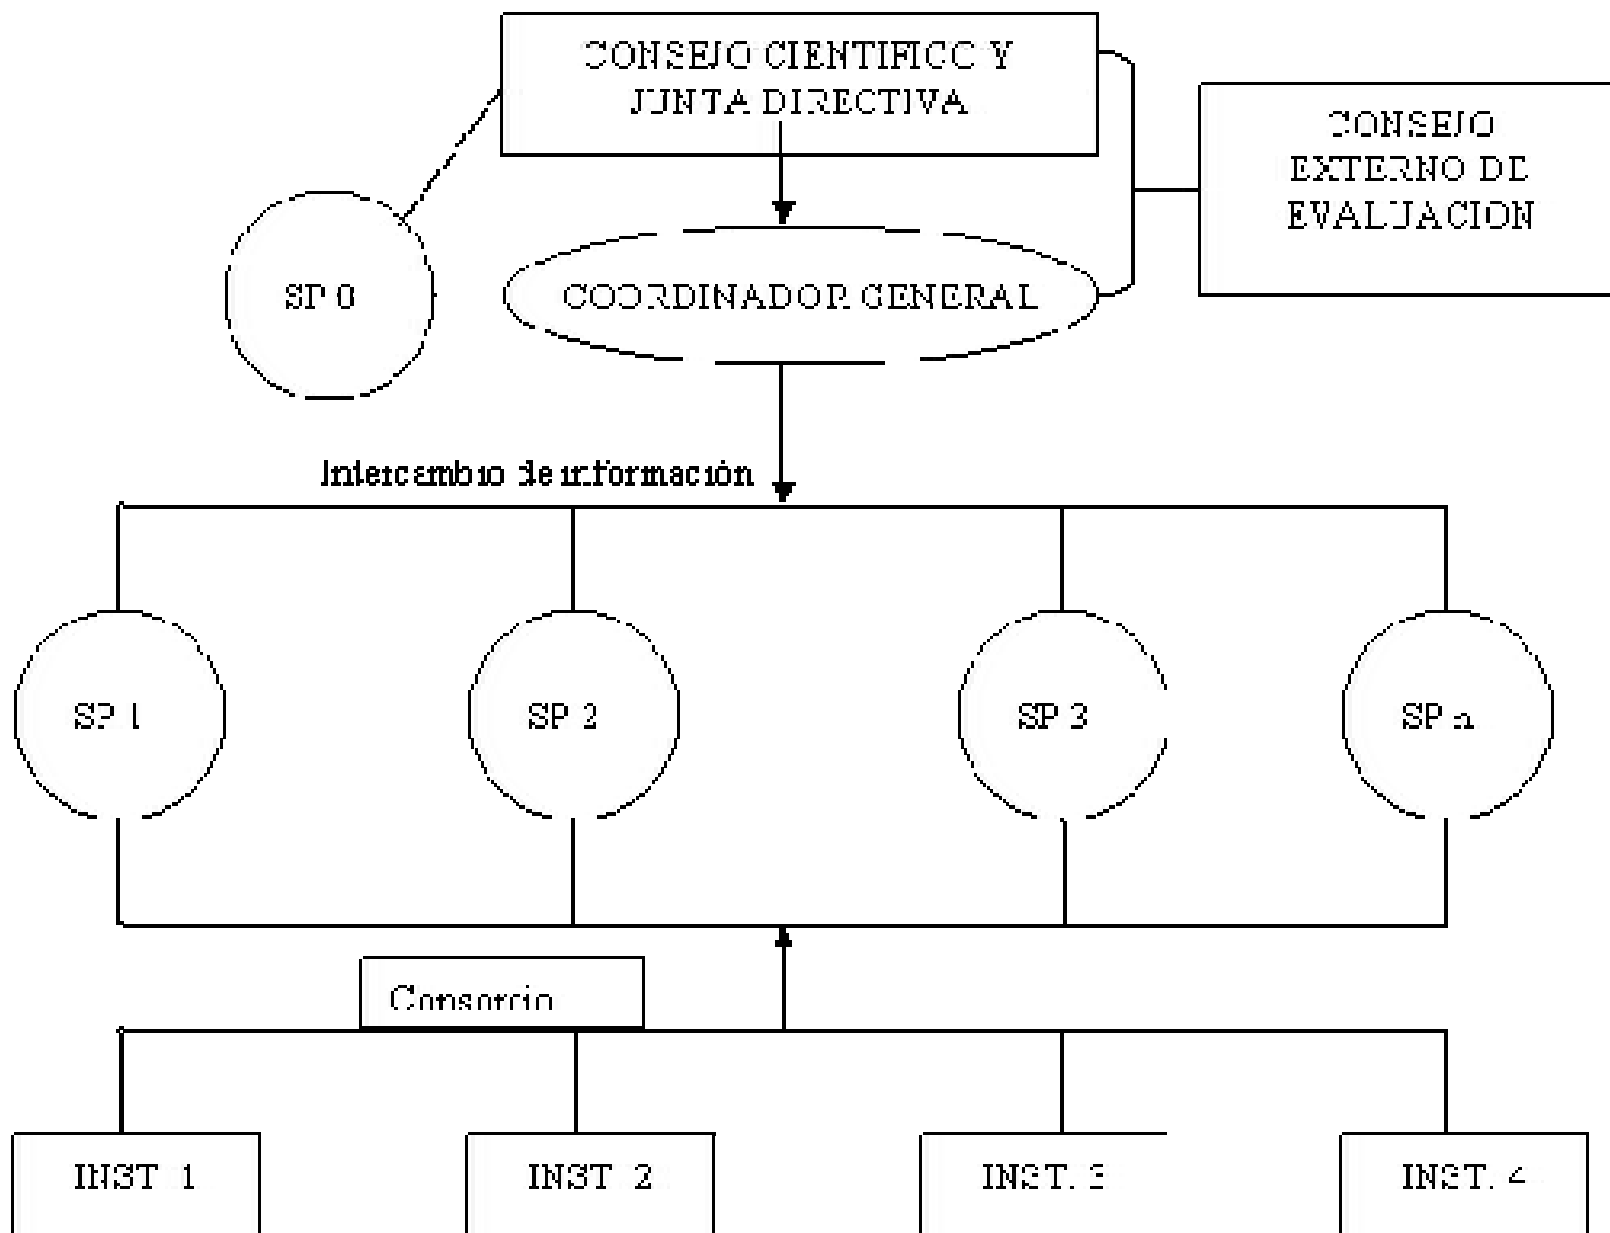 CONSEJO CIENTIFICO Y
JUNTA DIRECTIVA
CONSEJO
EXTERNO DE
EVALUACION
SP 0
COORDINADOR GENERAL
Intercambio de información
SP 1
SP 2
SP 3
SP n
Consorcio
INST. 1
INST. 2
INST. 3
INST. 4